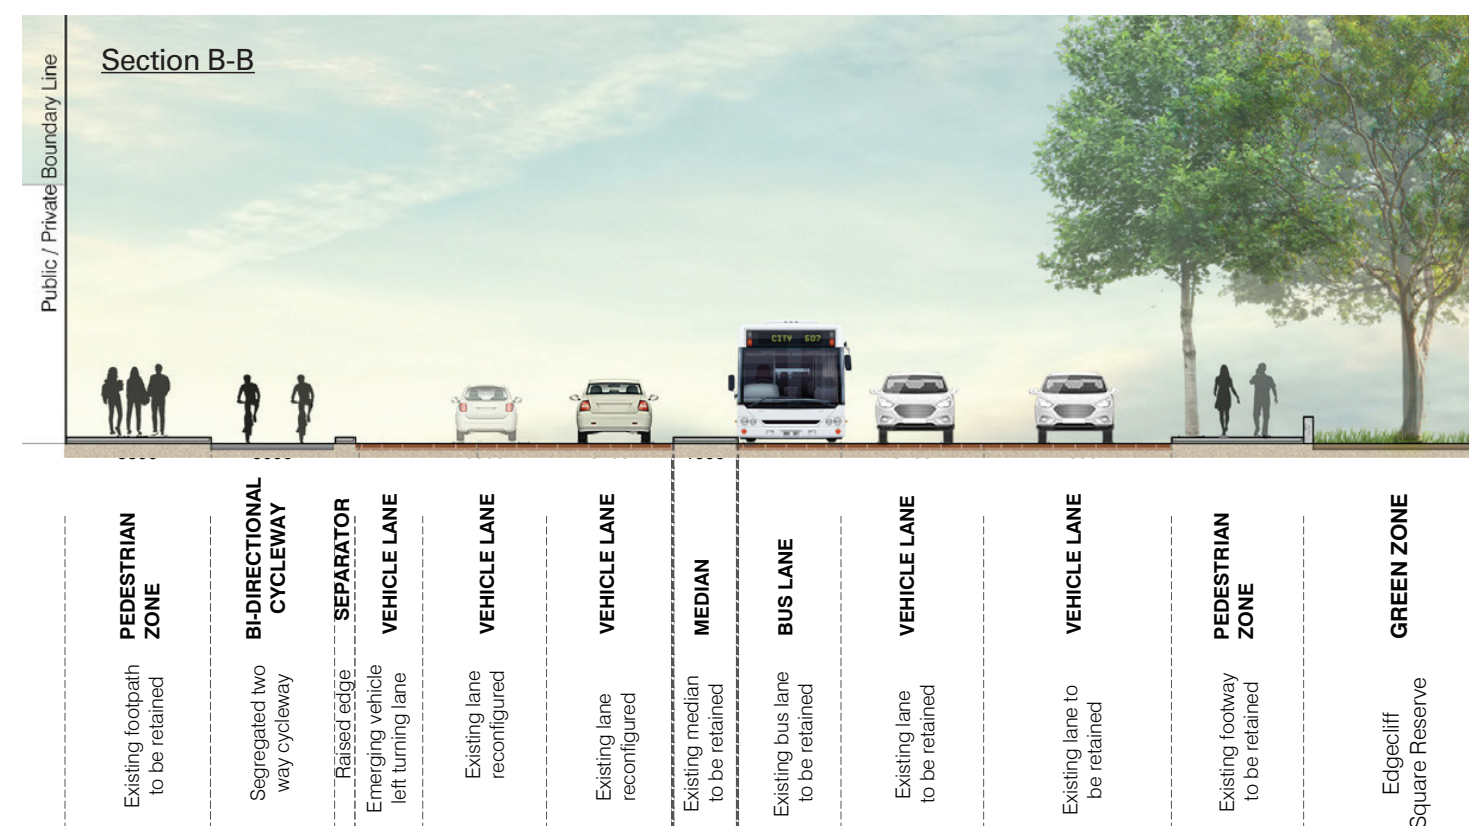 Section B-B
Public / Private Boundary Line
CITY 507
PEDESTRIAN
ZONE
Existing footpath
to be retained
BI-DIRECTIONAL
CYCLEWAY
Segregated two
way cycleway
SEPARATOR
Raised edge
VEHICLE LANE
Emerging vehicle
left turning lane
VEHICLE LANE
Existing lane
reconfigured
VEHICLE LANE
Existing lane
reconfigured
MEDIAN
Existing median
to be retained
BUS LANE
Existing bus lane
to be retained
VEHICLE LANE
Existing lane
to be retained
VEHICLE LANE
Existing lane to
be retained
PEDESTRIAN
ZONE
Existing footway
to be retained
GREEN ZONE
Edgecliff
Square Reserve